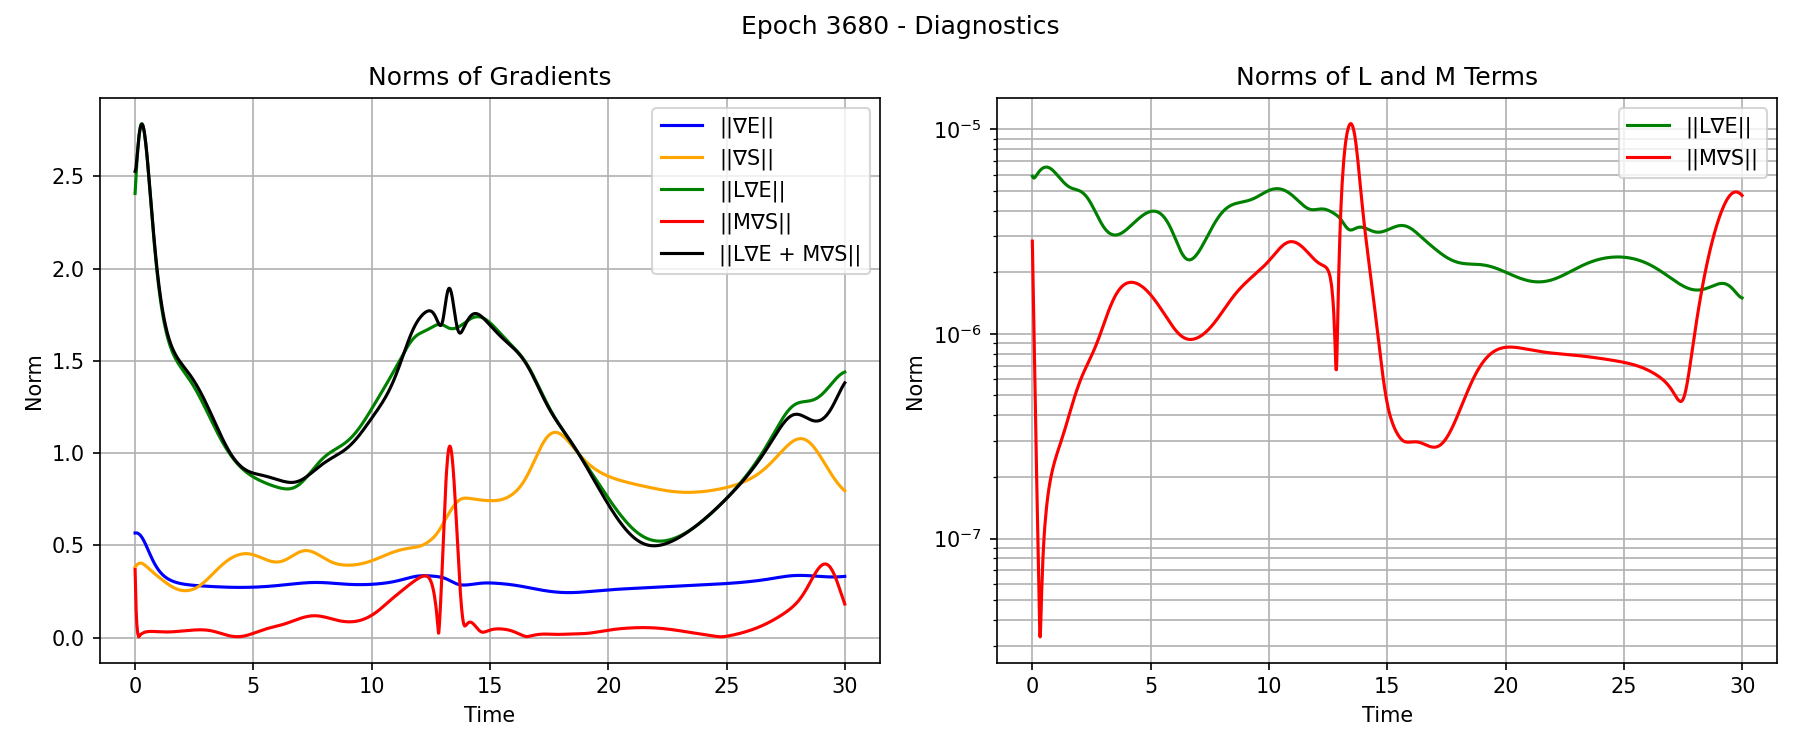 Epoch 3680 - Diagnostics
Norms of Gradients
Norm
2.5
2.0
1.5
1.0
0.5
0.0
||∇E||
||∇S||
||L∇E||
||M∇S||
||L∇E + M∇S||
0 5 10 15 20 25 30
Time
Norms of L and M Terms
Norm
10⁻⁵
10⁻⁶
10⁻⁷
||L∇E||
||M∇S||
0 5 10 15 20 25 30
Time